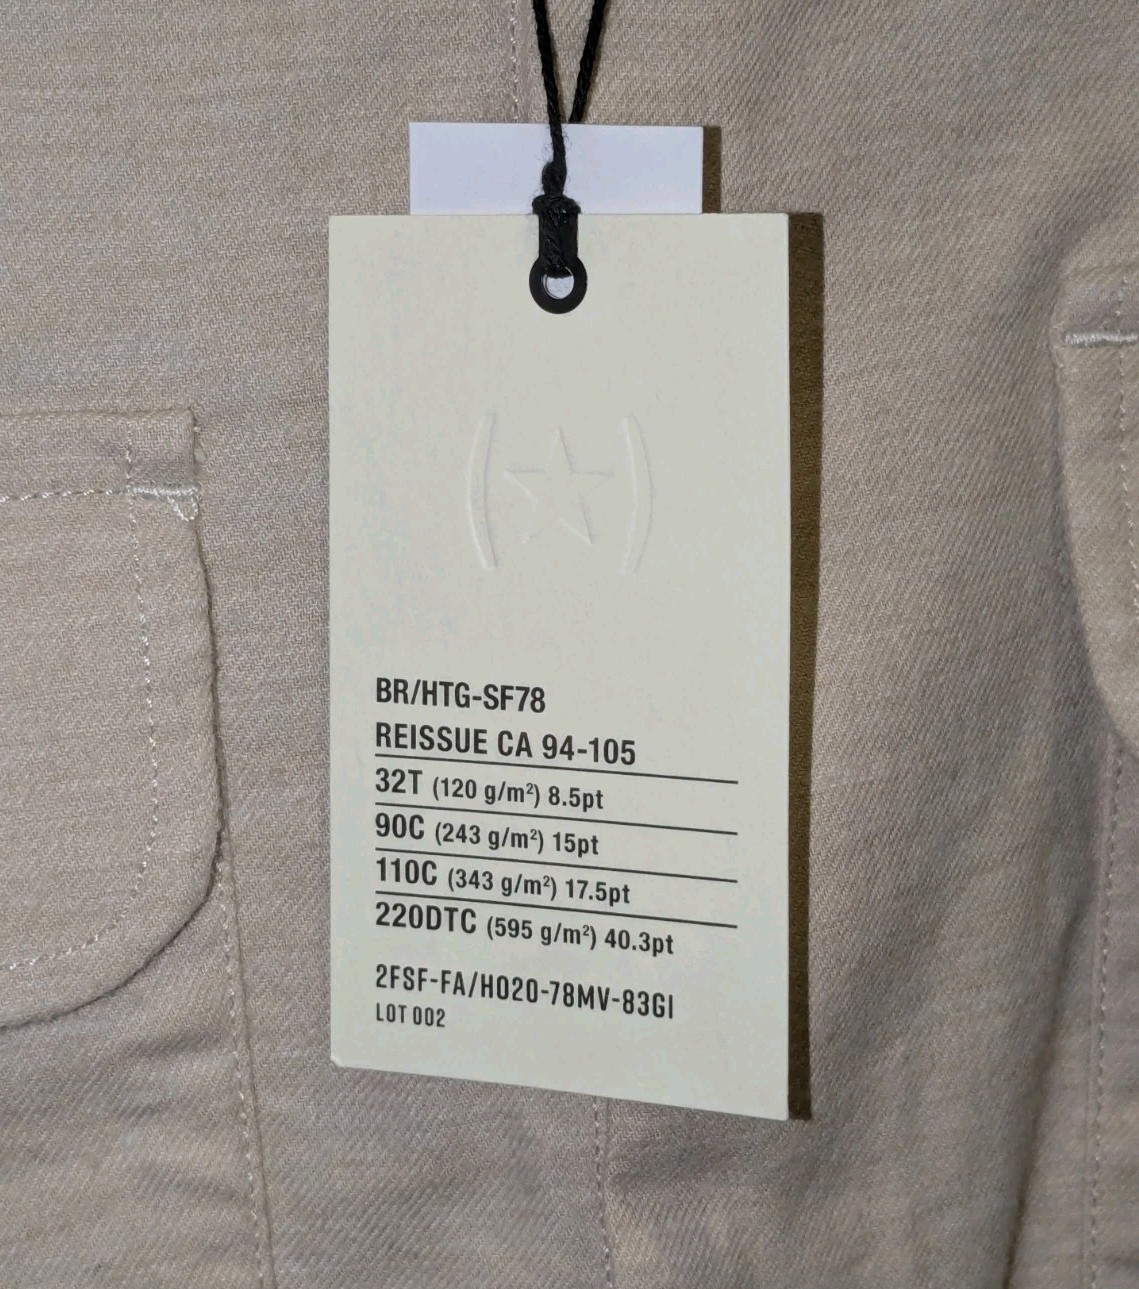 BR/HTG-SF78
REISSUE CA 94-105
32T (120 g/m²) 8.5pt
90C (243 g/m²) 15pt
110C (343 g/m²) 17.5pt
220DTC (595 g/m²) 40.3pt
2FSF-FA/H020-78MV-83GI
LOT 002